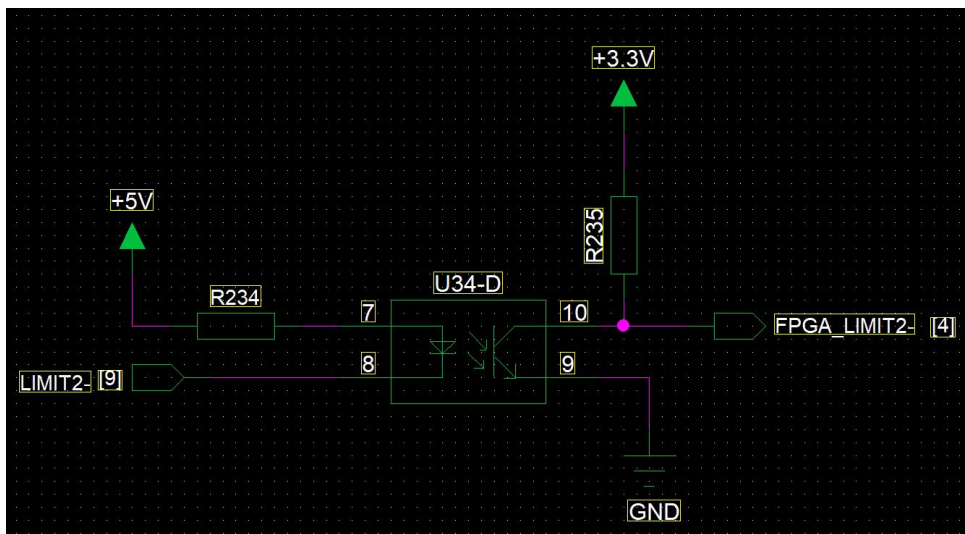 +3.3V
+5V
R235
U34-D
R234
7
10
FPGA_LIMIT2- [4]
8
9
LIMIT2- [9]
GND